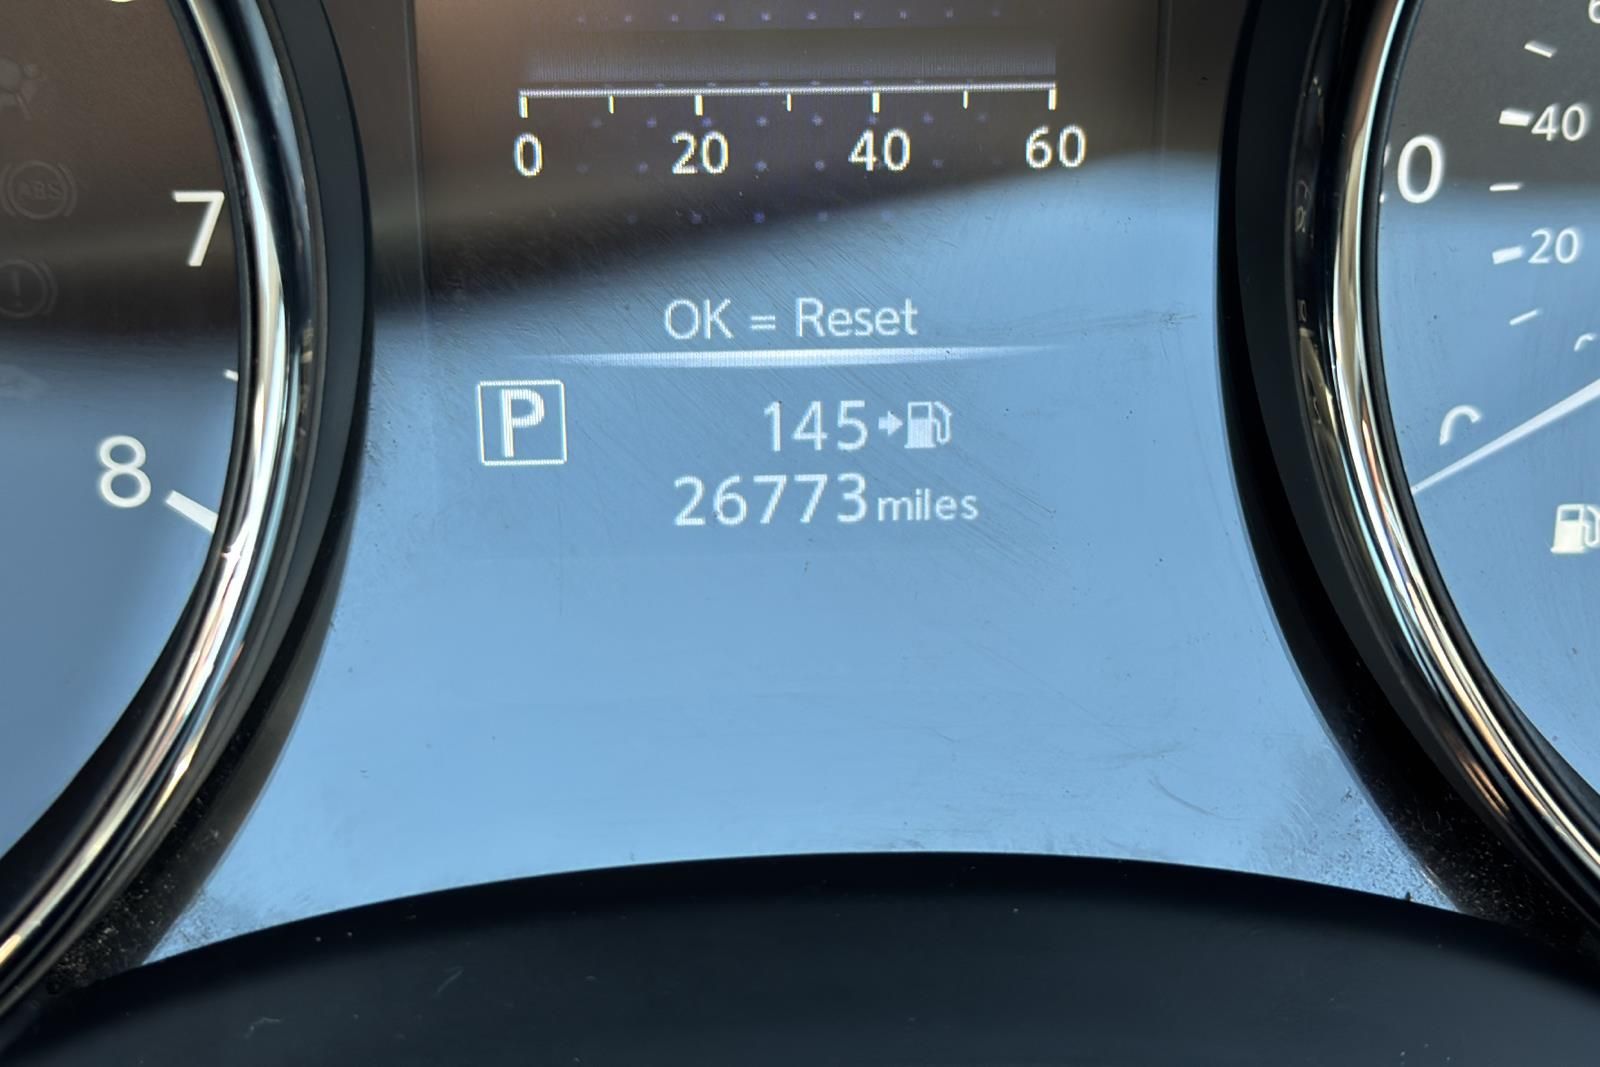 0 20 40 60
OK = Reset
P 145
26773 miles
7
8
ABS
40
20